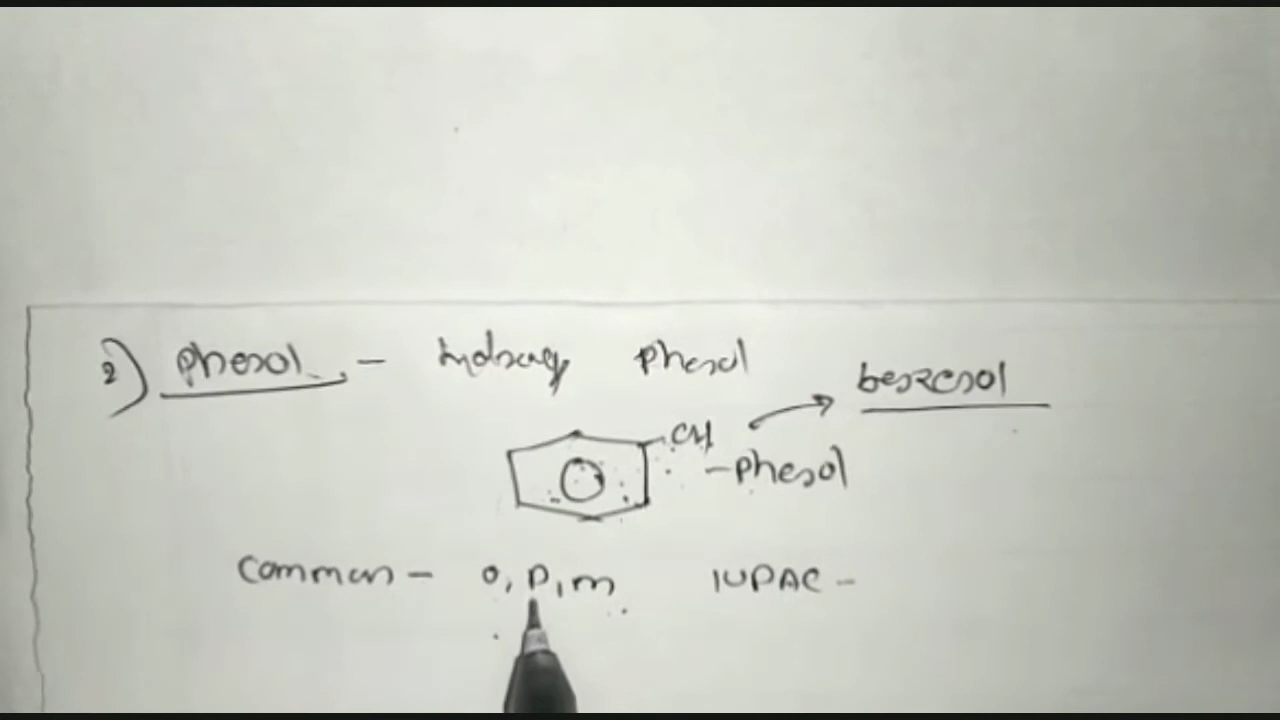 2) phenol - hydroxy phenol
benzenol
OH
- phenol
common - o, p, m IUPAC -